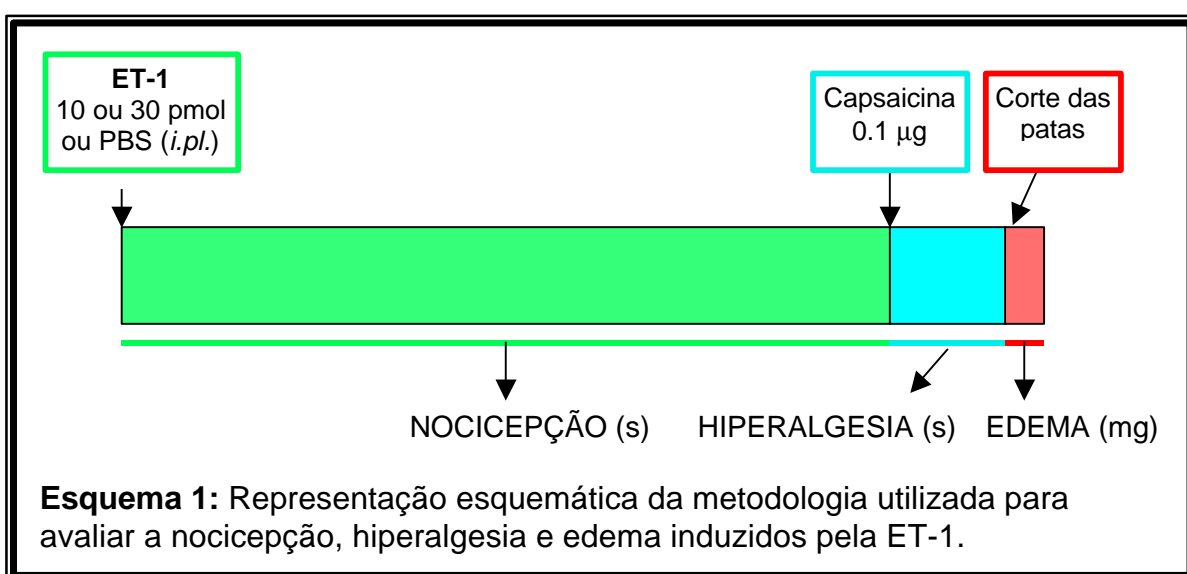 ET-1
10 ou 30 pmol
ou PBS (i.pl.)
Capsaicina
0.1 μg
Corte das
patas
NOCICEPÇÃO (s)
HIPERALGESIA (s)
EDEMA (mg)
Esquema 1: Representação esquemática da metodologia utilizada para
avaliar a nocicepção, hiperalgesia e edema induzidos pela ET-1.